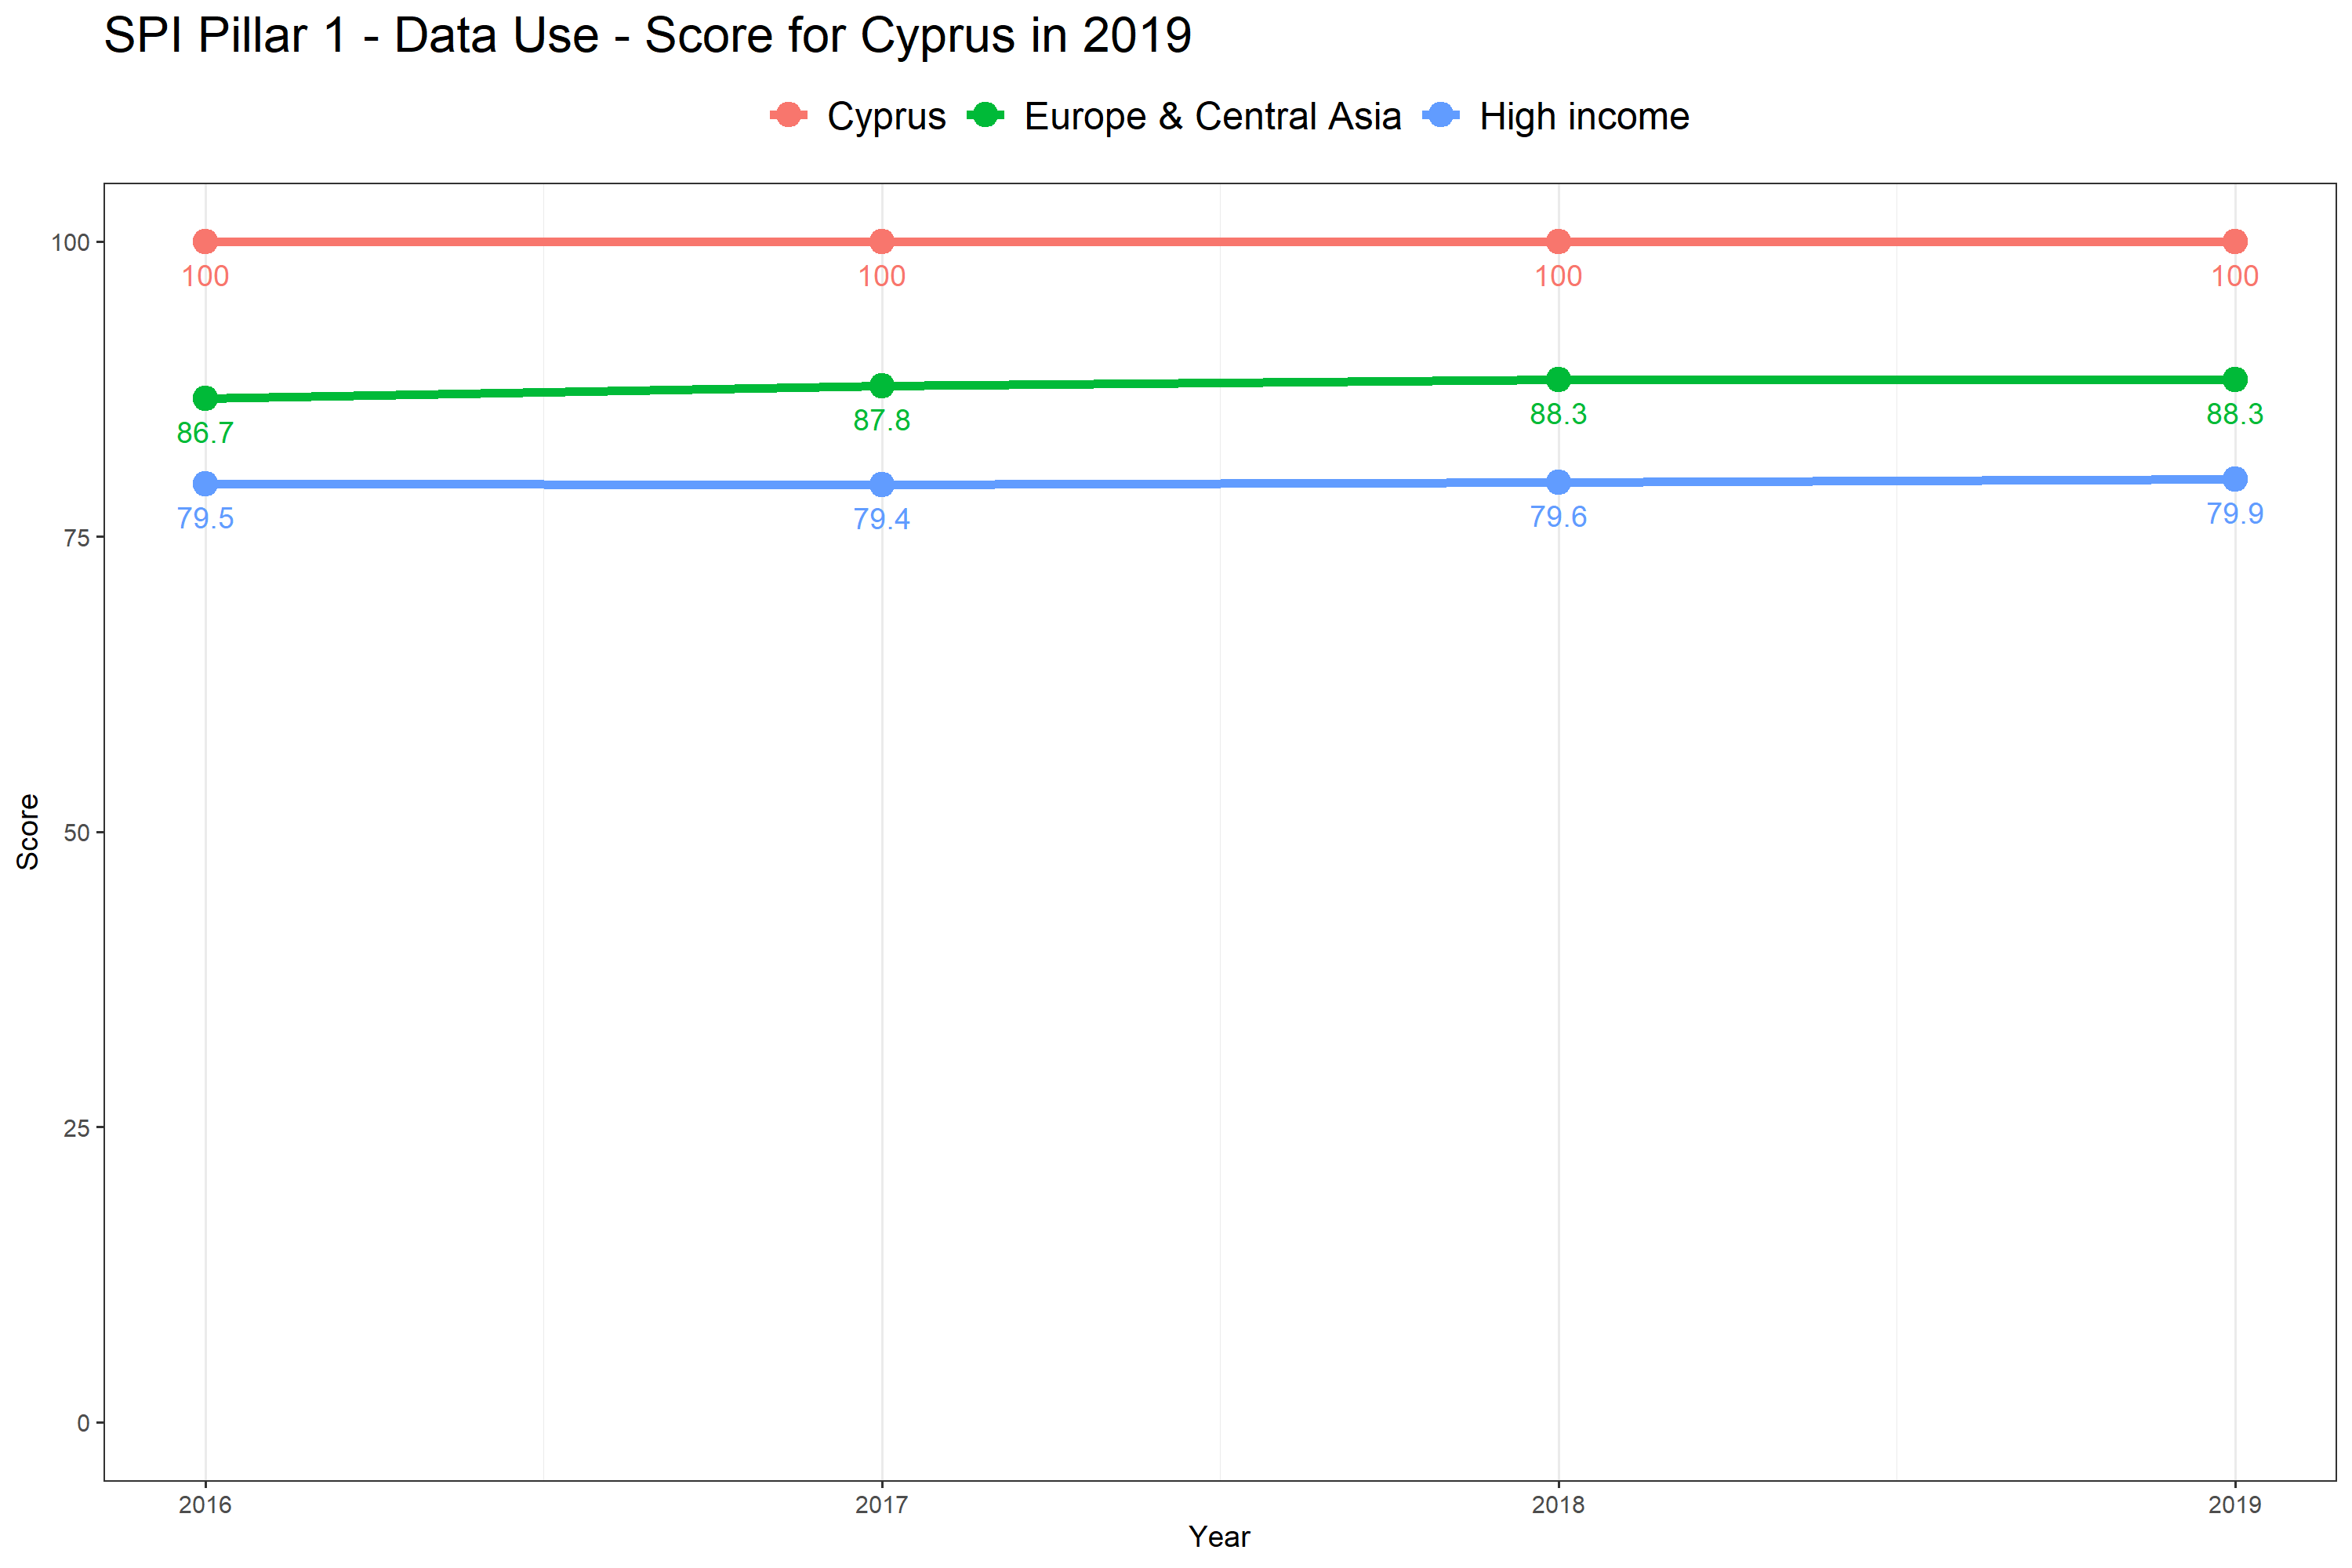 SPI Pillar 1 - Data Use - Score for Cyprus in 2019
Cyprus Europe & Central Asia High income
100
100 100 100 100
86.7 87.8 88.3 88.3
79.5 79.4 79.6 79.9
75
50
Score
25
0
2016 2017 2018 2019
Year